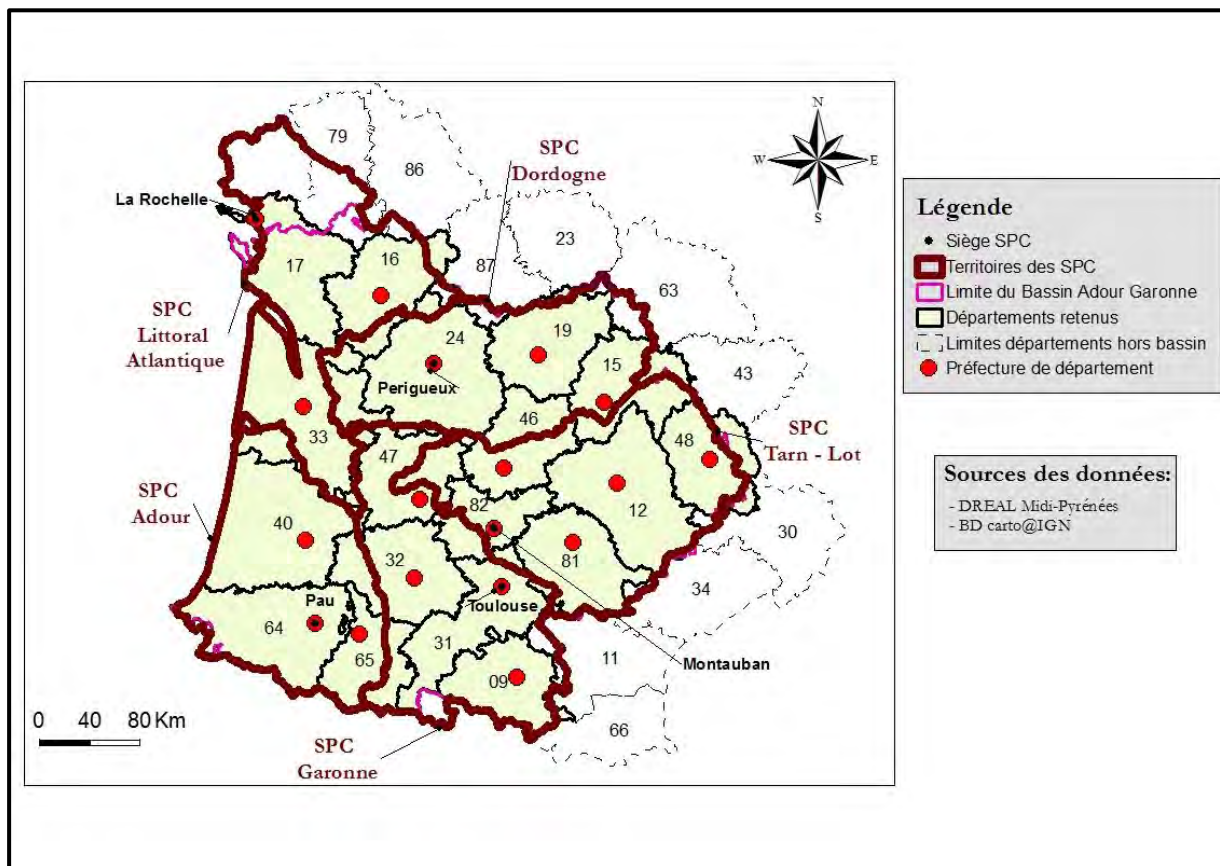 N
W
E
S
79
86
SPC
Dordogne
La Rochelle
23
87
17
16
63
SPC
Littoral
Atlantique
24
19
15
43
Perigueux
46
33
47
48
SPC
Tarn - Lot
SPC
Adour
40
82
12
30
32
81
34
Pau
Toulouse
64
31
65
11
Montauban
09
66
0 40 80 Km
SPC
Garonne
Légende
Siège SPC
Territoires des SPC
Limite du Bassin Adour Garonne
Départements retenus
Limites départements hors bassin
Préfecture de département
Sources des données:
- DREAL Midi-Pyrénées
- BD carto@IGN